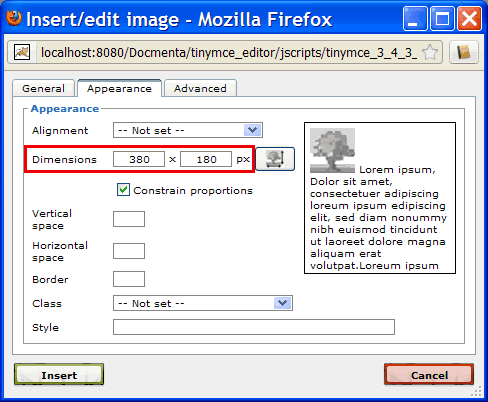 Insert/edit image - Mozilla Firefox
localhost:8080/Docmenta/tinymce_editor/jscripts/tinymce_3_4_3_
General Appearance Advanced
Appearance
Alignment -- Not set --
Dimensions 380 x 180 px
Constrain proportions
Vertical
space
Horizontal
space
Border
Class -- Not set --
Style
Lorem ipsum,
Dolor sit amet,
consectetuer adipiscing
loreum ipsum edipiscing
elit, sed diam nonummy
nibh euismod tincidunt
ut laoreet dolore magna
aliquam erat
volutpat.Loreum ipsum
Insert Cancel